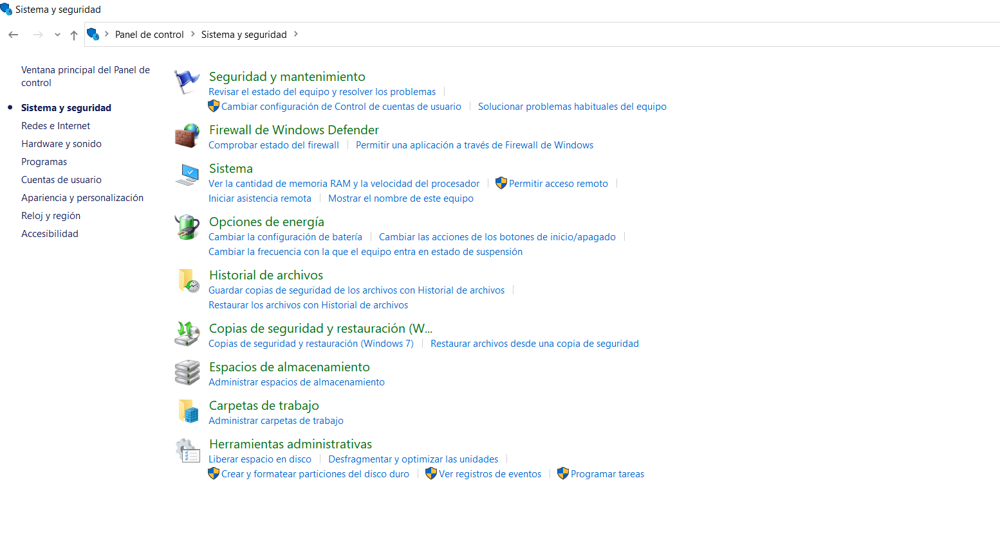 Sistema y seguridad
Panel de control > Sistema y seguridad >
Ventana principal del Panel de
control
Sistema y seguridad
Redes e Internet
Hardware y sonido
Programas
Cuentas de usuario
Apariencia y personalización
Reloj y región
Accesibilidad
Seguridad y mantenimiento
Revisar el estado del equipo y resolver los problemas
Cambiar configuración de Control de cuentas de usuario | Solucionar problemas habituales del equipo
Firewall de Windows Defender
Comprobar estado del firewall | Permitir una aplicación a través de Firewall de Windows
Sistema
Ver la cantidad de memoria RAM y la velocidad del procesador | Permitir acceso remoto
Iniciar asistencia remota | Mostrar el nombre de este equipo
Opciones de energía
Cambiar la configuración de batería | Cambiar las acciones de los botones de inicio/apagado
Cambiar la frecuencia con la que el equipo entra en estado de suspensión
Historial de archivos
Guardar copias de seguridad de los archivos con Historial de archivos
Restaurar los archivos con Historial de archivos
Copias de seguridad y restauración (W...
Copias de seguridad y restauración (Windows 7) | Restaurar archivos desde una copia de seguridad
Espacios de almacenamiento
Administrar espacios de almacenamiento
Carpetas de trabajo
Administrar carpetas de trabajo
Herramientas administrativas
Liberar espacio en disco | Desfragmentar y optimizar las unidades
Crear y formatear particiones del disco duro | Ver registros de eventos | Programar tareas